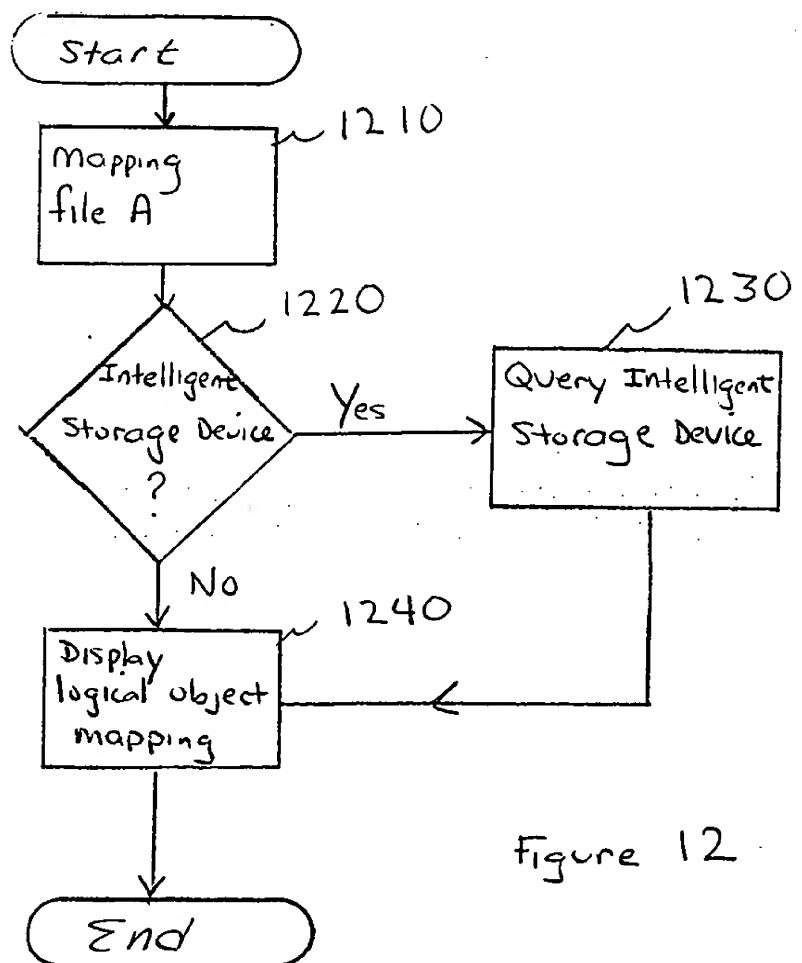 Start
1210
mapping
file A
1220
1230
Intelligent
Storage Device
?
Yes
Query Intelligent
Storage Device
No
1240
Display
logical object
mapping
Figure 12
End